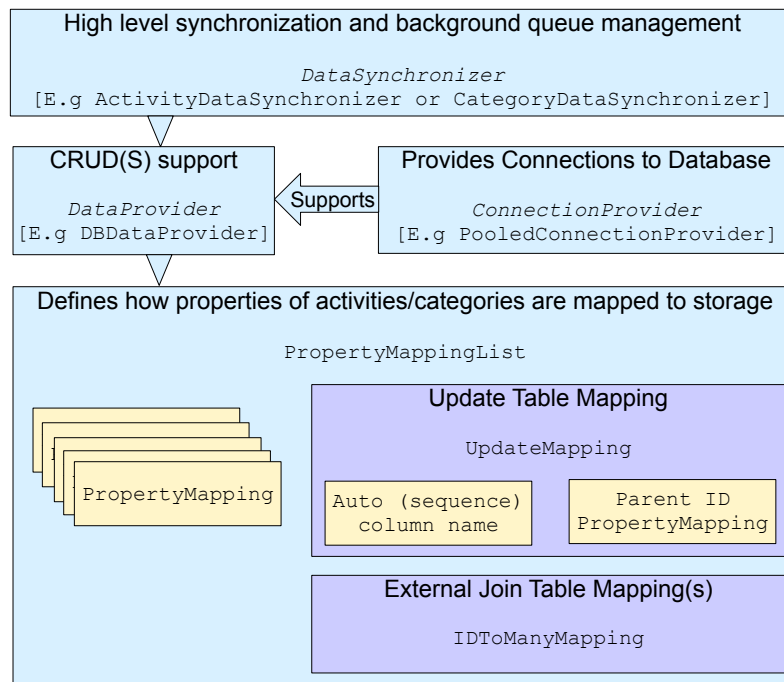 High level synchronization and background queue management
DataSynchronizer
[E.g ActivityDataSynchronizer or CategoryDataSynchronizer]
CRUD(S) support
DataProvider
[E.g DBDataProvider]
Supports
Provides Connections to Database
ConnectionProvider
[E.g PooledConnectionProvider]
Defines how properties of activities/categories are mapped to storage
PropertyMappingList
PropertyMapping
Update Table Mapping
UpdateMapping
Auto (sequence)
column name
Parent ID
PropertyMapping
External Join Table Mapping(s)
IDToManyMapping